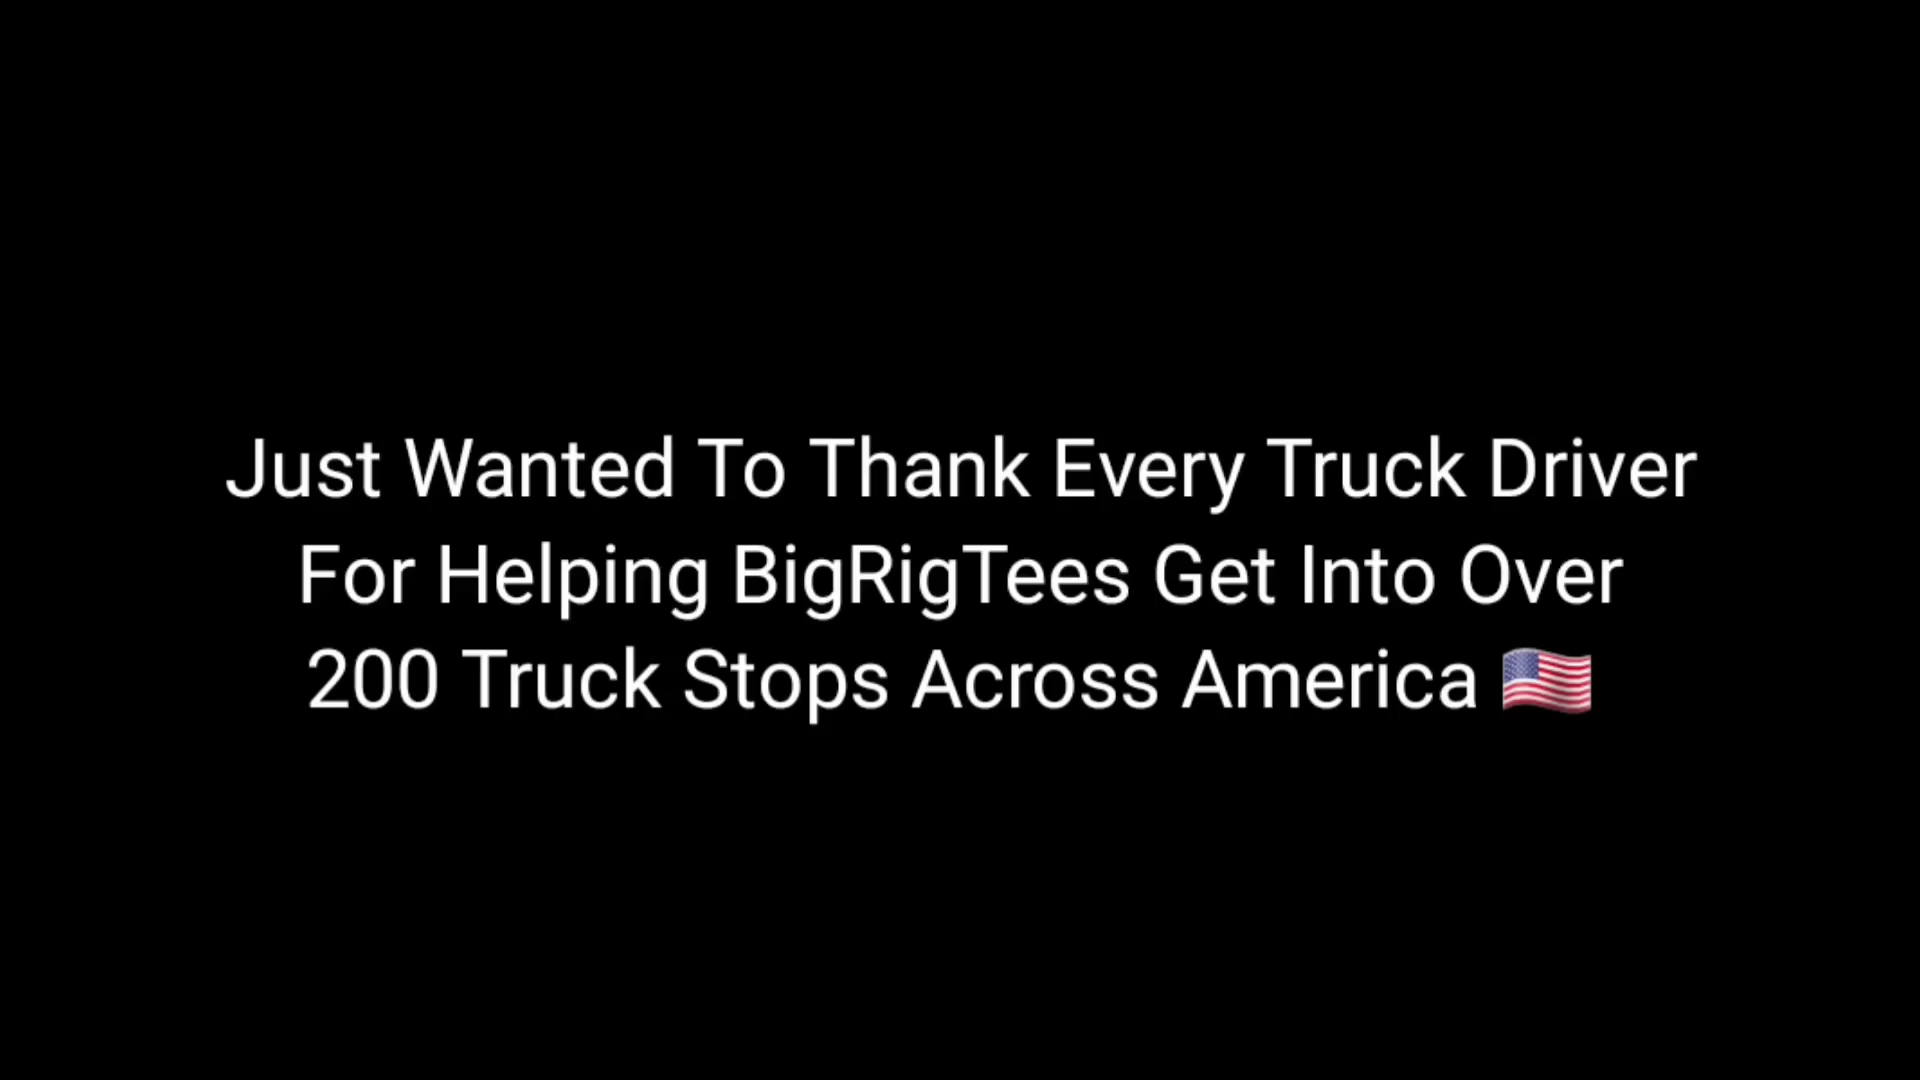 Just Wanted To Thank Every Truck Driver
For Helping BigRigTees Get Into Over
200 Truck Stops Across America 🇺🇸